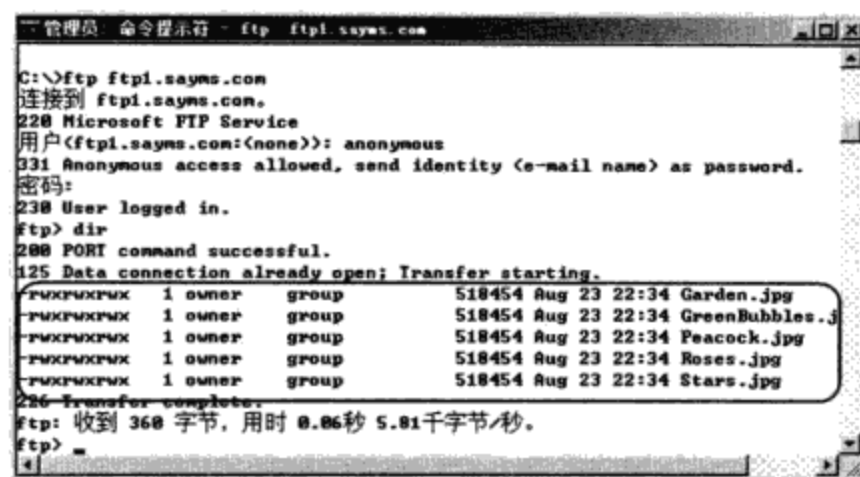 管理员: 命令提示符 - ftp ftp1.sayms.com
C:\>ftp ftp1.sayms.com
连接到 ftp1.sayms.com。
220 Microsoft FTP Service
用户(ftp1.sayms.com:(none)): anonymous
331 Anonymous access allowed, send identity (e-mail name) as password.
密码:
230 User logged in.
ftp> dir
200 PORT command successful.
125 Data connection already open; Transfer starting.
-rwxrwxrwx 1 owner group 518454 Aug 23 22:34 Garden.jpg
-rwxrwxrwx 1 owner group 518454 Aug 23 22:34 GreenBubbles.j
-rwxrwxrwx 1 owner group 518454 Aug 23 22:34 Peacock.jpg
-rwxrwxrwx 1 owner group 518454 Aug 23 22:34 Roses.jpg
-rwxrwxrwx 1 owner group 518454 Aug 23 22:34 Stars.jpg
226 Transfer complete.
ftp: 收到 360 字节，用时 0.06秒 5.81千字节/秒。
ftp> _